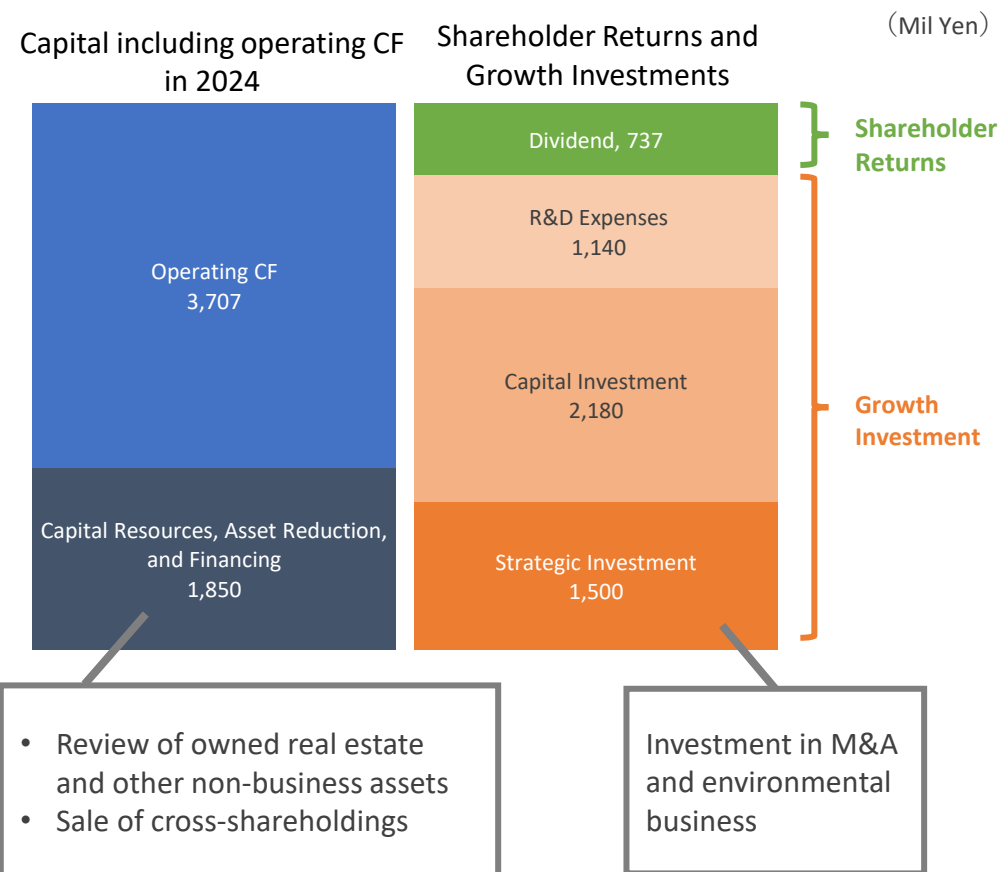 （Mil Yen）
Capital including operating CF
in 2024
Shareholder Returns and
Growth Investments
Operating CF
3,707
Capital Resources, Asset Reduction,
and Financing
1,850
Dividend, 737
R&D Expenses
1,140
Capital Investment
2,180
Strategic Investment
1,500
Shareholder
Returns
Growth
Investment
• Review of owned real estate
and other non-business assets
• Sale of cross-shareholdings
Investment in M&A
and environmental
business